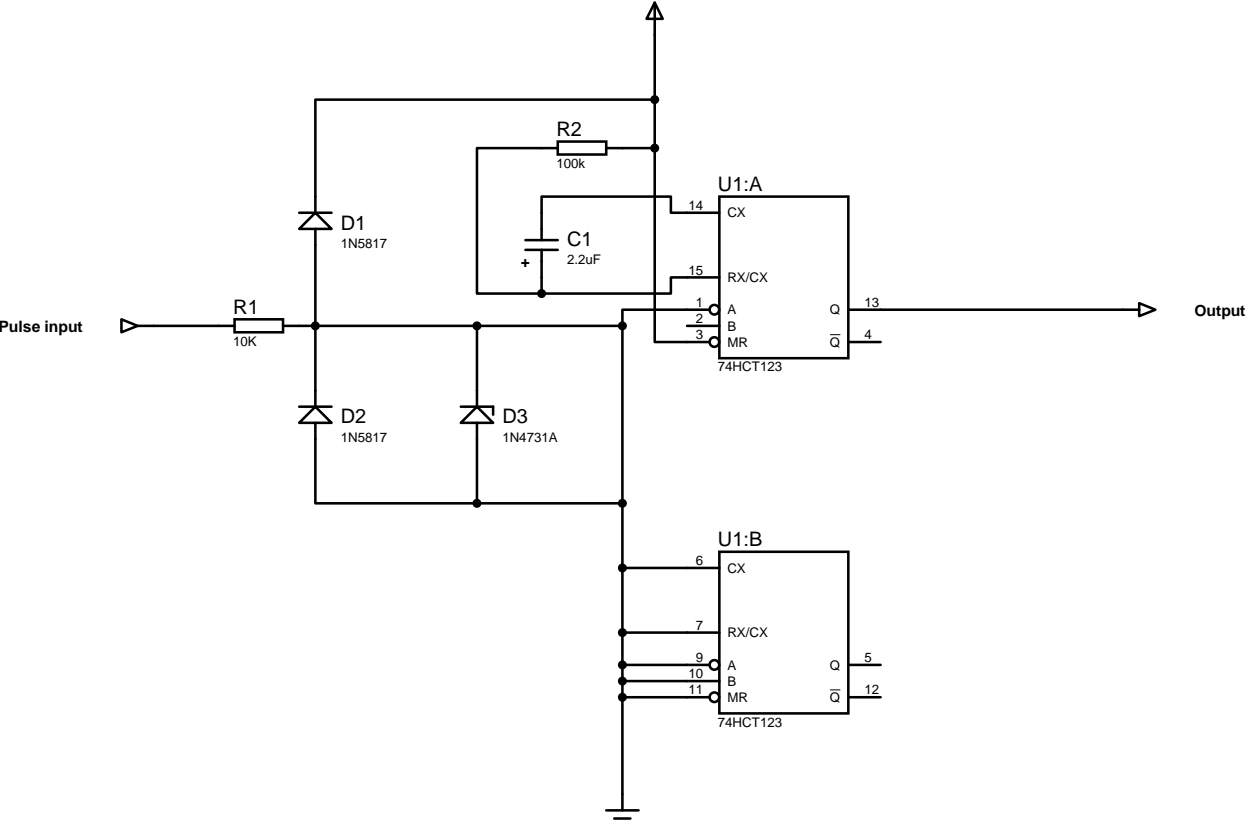 R2
100k
U1:A
14
CX
D1
1N5817
C1
2.2uF
+
15
RX/CX
Pulse input
R1
10K
1
A
2
B
3
MR
Q
13
Q
4
Output
74HCT123
D2
1N5817
D3
1N4731A
U1:B
6
CX
7
RX/CX
9
A
10
B
11
MR
Q
5
Q
12
74HCT123